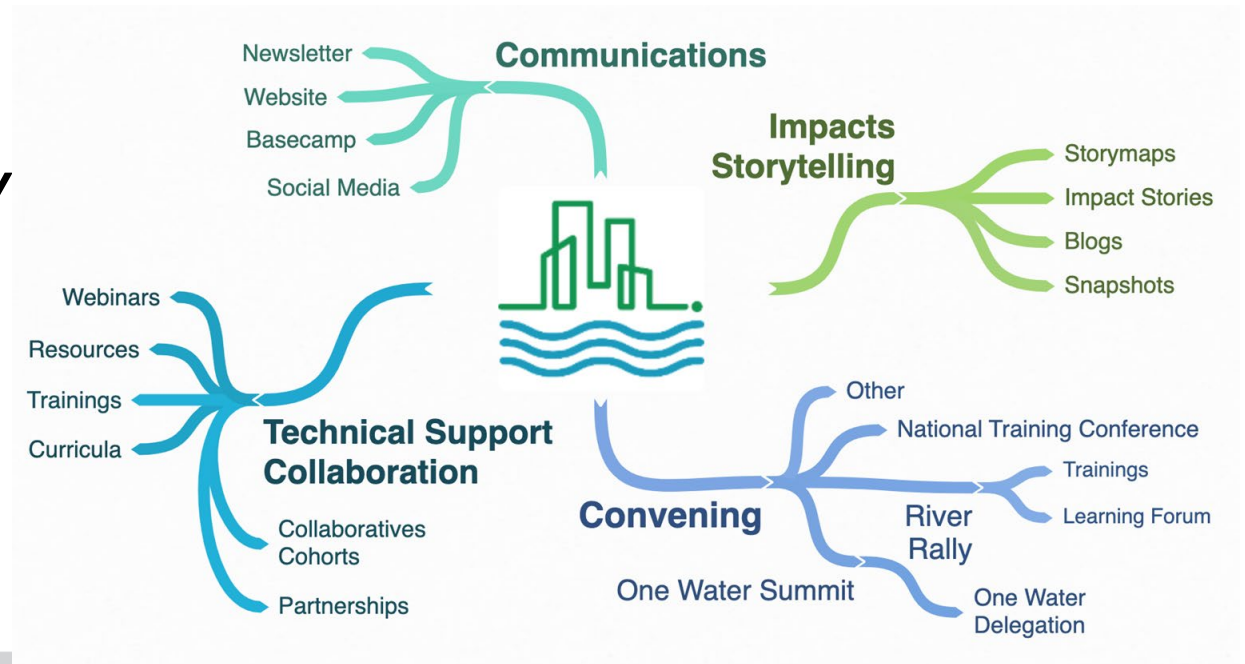 Communications
Newsletter
Website
Basecamp
Social Media
Impacts
Storytelling
Storymaps
Impact Stories
Blogs
Snapshots
Webinars
Resources
Trainings
Curricula
Technical Support
Collaboration
Collaboratives
Cohorts
Partnerships
Convening
Other
National Training Conference
River
Rally
Trainings
Learning Forum
One Water Summit
One Water
Delegation